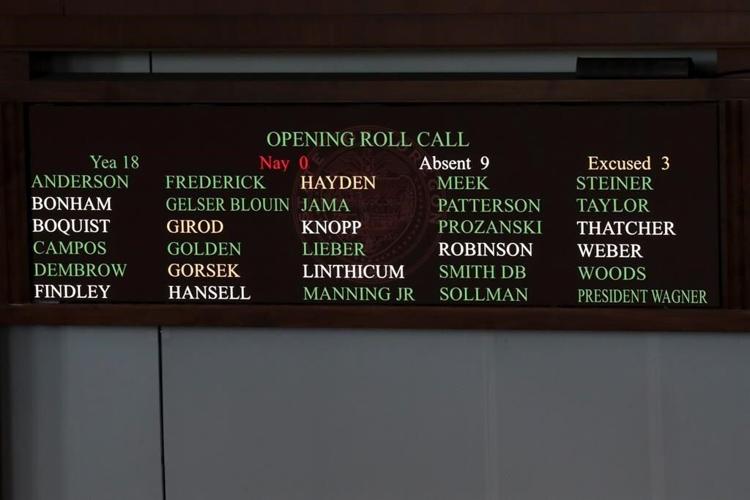 OPENING ROLL CALL
Yea 18 Nay 0 Absent 9 Excused 3
ANDERSON FREDERICK HAYDEN MEEK STEINER
BONHAM GELSER BLOUIN JAMA PATTERSON TAYLOR
BOQUIST GIROD KNOPP PROZANSKI THATCHER
CAMPOS GOLDEN LIEBER ROBINSON WEBER
DEMBROW GORSEK LINTHICUM SMITH DB WOODS
FINDLEY HANSELL MANNING JR SOLLMAN PRESIDENT WAGNER